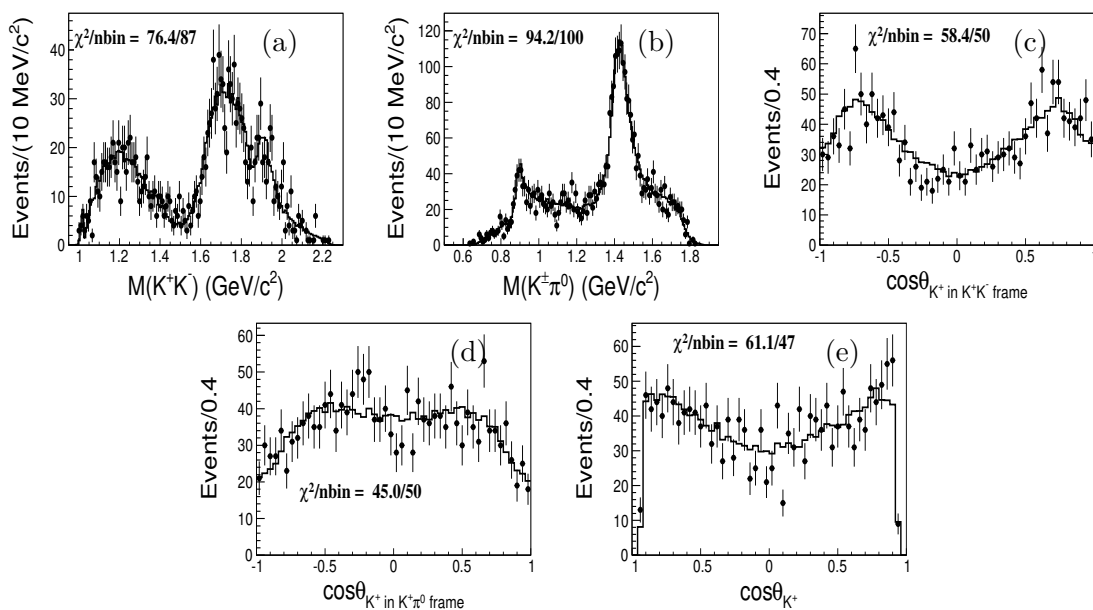 χ²/nbin = 76.4/87
(a)
Events/(10 MeV/c²)
40
30
20
10
0
1 1.2 1.4 1.6 1.8 2 2.2
M(K⁺K⁻) (GeV/c²)
χ²/nbin = 94.2/100
(b)
Events/(10 MeV/c²)
120
100
80
60
40
20
0
0.6 0.8 1 1.2 1.4 1.6 1.8
M(K±π⁰) (GeV/c²)
χ²/nbin = 58.4/50
(c)
Events/0.4
80
70
60
50
40
30
20
10
0
-1 -0.5 0 0.5 1
cosθ K⁺ in K⁺K⁻ frame
(d)
χ²/nbin = 45.0/50
Events/0.4
60
50
40
30
20
10
0
-1 -0.5 0 0.5 1
cosθ K⁺ in K⁺π⁰ frame
χ²/nbin = 61.1/47
(e)
Events/0.4
60
50
40
30
20
10
0
-1 -0.5 0 0.5 1
cosθ K⁺